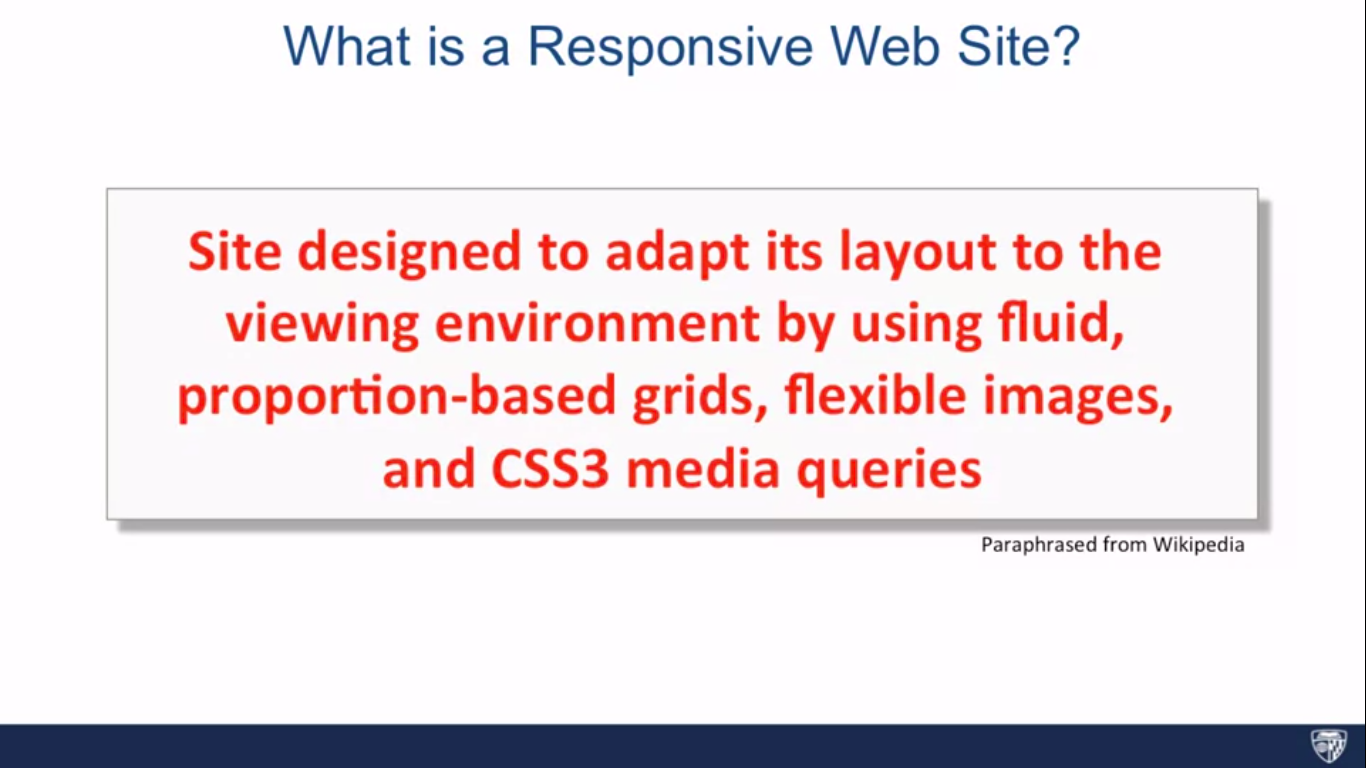 What is a Responsive Web Site?
Site designed to adapt its layout to the
viewing environment by using fluid,
proportion-based grids, flexible images,
and CSS3 media queries
Paraphrased from Wikipedia